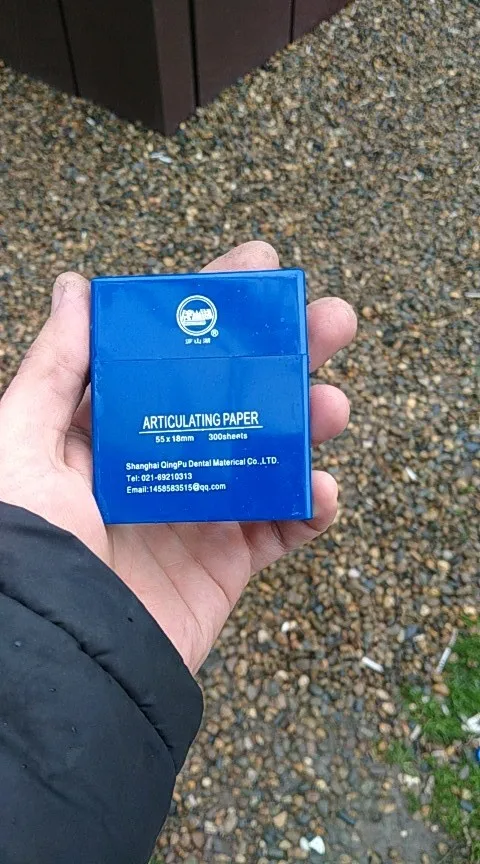 ®
ARTICULATING PAPER
55 x 18mm 300sheets
Shanghai QingPu Dental Materical Co.,LTD.
Tel: 021-69210313
Email:1458583515@qq.com